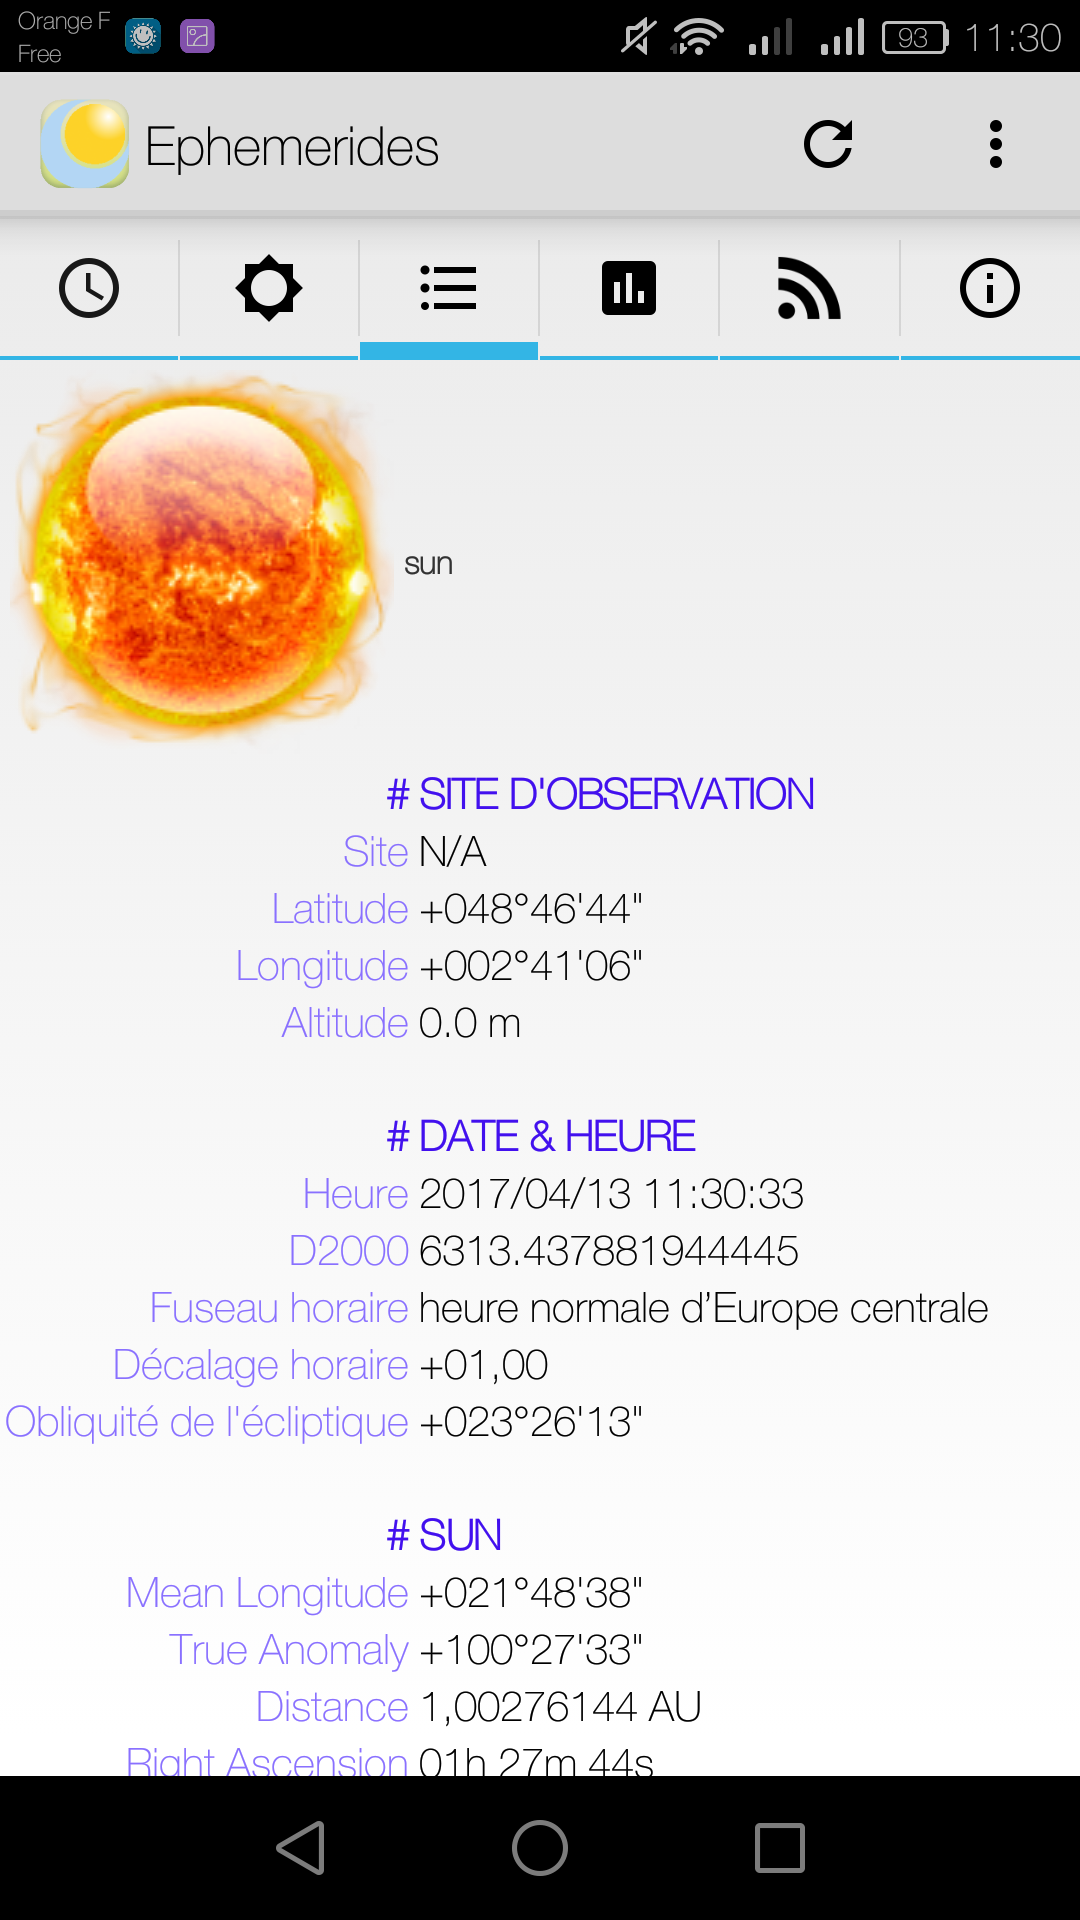 Orange F
Free
93
11:30
Ephemerides
sun
# SITE D'OBSERVATION
Site N/A
Latitude +048°46'44"
Longitude +002°41'06"
Altitude 0.0 m
# DATE & HEURE
Heure 2017/04/13 11:30:33
D2000 6313.437881944445
Fuseau horaire heure normale d’Europe centrale
Décalage horaire +01,00
Obliquité de l'écliptique +023°26'13"
# SUN
Mean Longitude +021°48'38"
True Anomaly +100°27'33"
Distance 1,00276144 AU
Right Ascension 01h 27m 44s